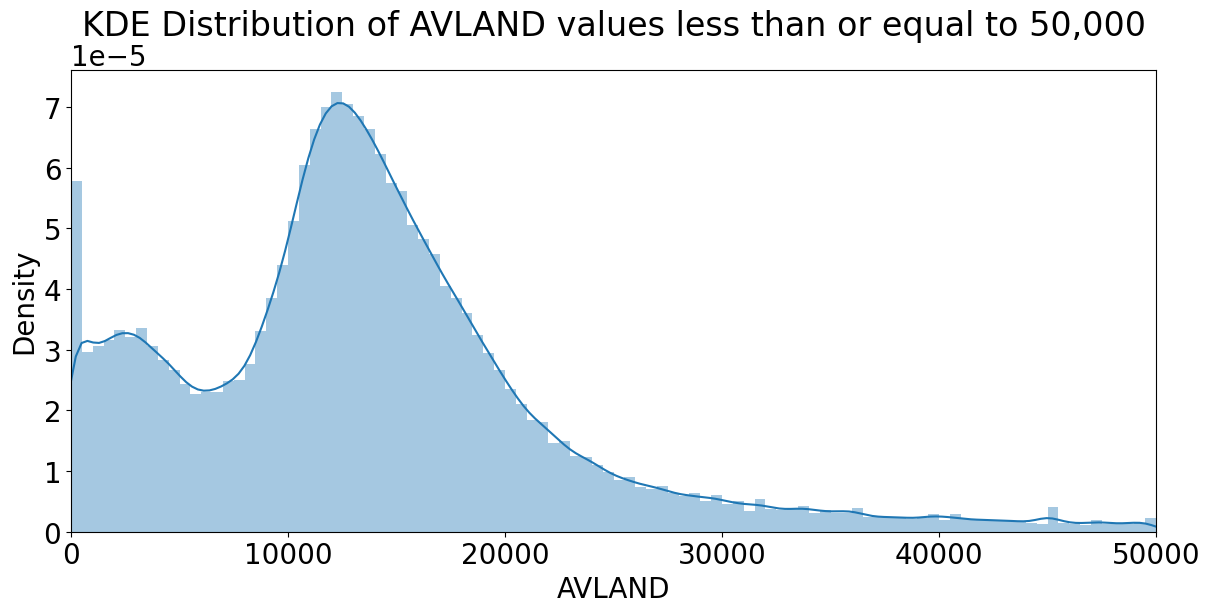 KDE Distribution of AVLAND values less than or equal to 50,000
1e−5
7
6
5
4
3
2
1
0
Density
0 10000 20000 30000 40000 50000
AVLAND